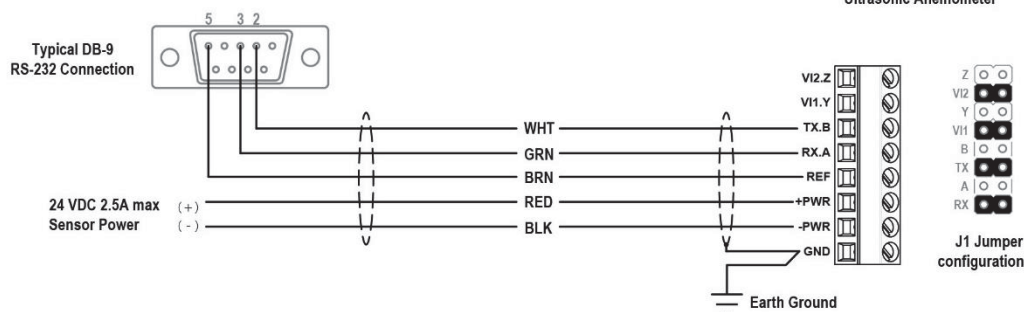 Ultrasonic Anemometer
5 3 2
Typical DB-9
RS-232 Connection
VI2.Z
VI1.Y
WHT TX.B
GRN RX.A
BRN REF
24 VDC 2.5A max (+) RED +PWR
Sensor Power (-) BLK -PWR
GND
Earth Ground
Z
VI2
Y
VI1
B
TX
A
RX
J1 Jumper
configuration